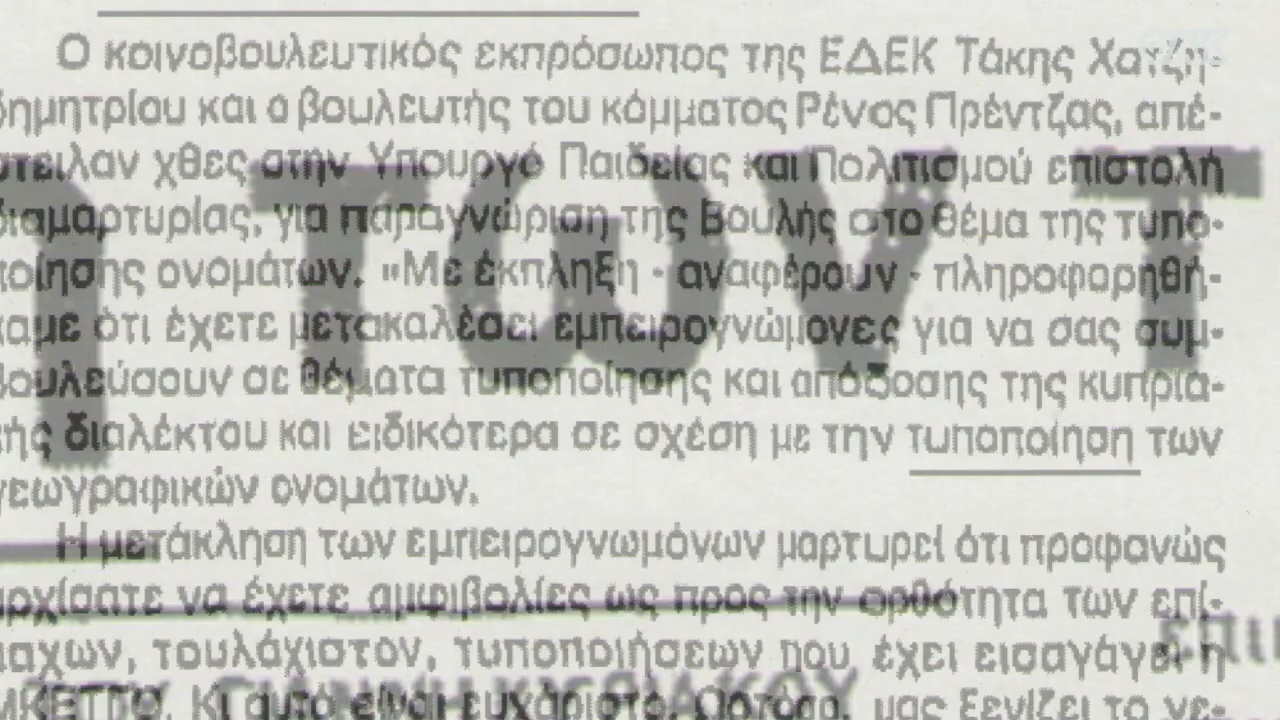 Ο κοινοβουλευτικός εκπρόσωπος της ΕΔΕΚ Τάκης Χατζη-
δημητρίου και ο βουλευτής του κόμματος Ρένος Πρέντζας, απέ-
στειλαν χθες στην Υπουργό Παιδείας και Πολιτισμού επιστολή
διαμαρτυρίας, για παραγνώριση της Βουλής στο θέμα της τυπο-
ποίησης ονομάτων. «Με έκπληξη - αναφέρουν - πληροφορηθή-
καμε ότι έχετε μετακαλέσει εμπειρογνώμονες για να σας συμ-
βουλεύσουν σε θέματα τυποποίησης και απόδοσης της κυπρια-
κής διαλέκτου και ειδικότερα σε σχέση με την τυποποίηση των
γεωγραφικών ονομάτων.
Η μετάκληση των εμπειρογνωμόνων μαρτυρεί ότι προφανώς
αρχίσατε να έχετε αμφιβολίες ως προς την ορθότητα των επί-
μαχων, τουλάχιστον, τυποποιήσεων που έχει εισαγάγει η
Κι αυτό είναι ευχάριστο. Ωστόσο, μας ξενίζει το γε-
των Τ
ΓΙΑΝΝΗ ΚΥΡΙΑΚΟΥ